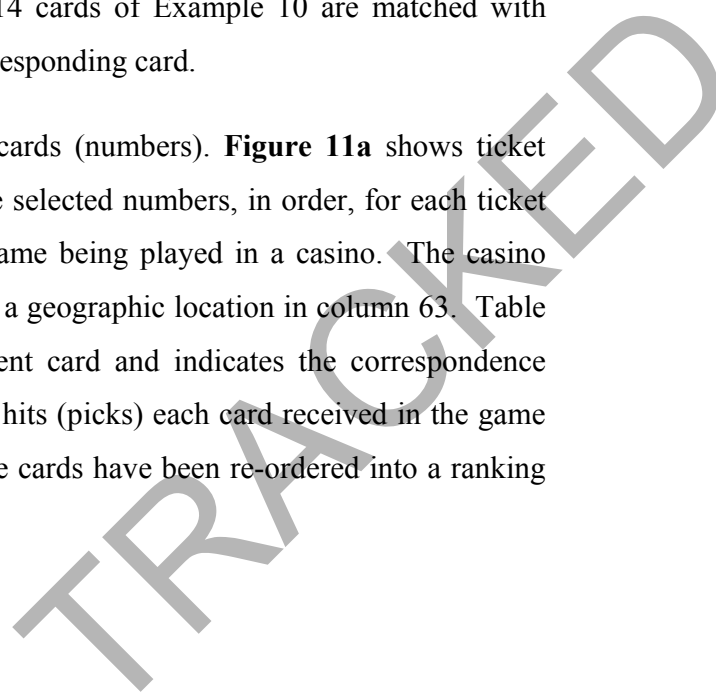 14 cards of Example 10 are matched with
responding card.
cards (numbers). Figure 11a shows ticket
e selected numbers, in order, for each ticket
ame being played in a casino. The casino
a geographic location in column 63. Table
ent card and indicates the correspondence
hits (picks) each card received in the game
e cards have been re-ordered into a ranking
TRACKED